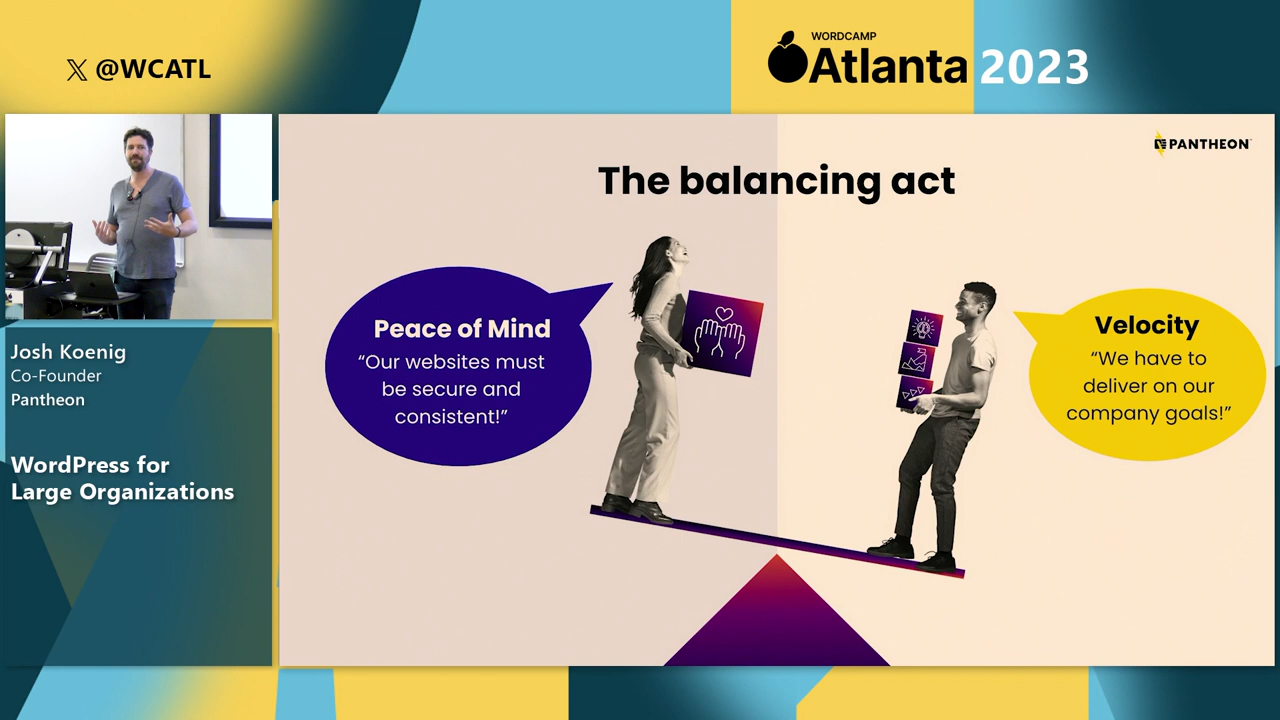 𝕏 @WCATL
WORDCAMP
Atlanta 2023
PANTHEON
The balancing act
Peace of Mind
“Our websites must
be secure and
consistent!”
Velocity
“We have to
deliver on our
company goals!”
Josh Koenig
Co-Founder
Pantheon
WordPress for
Large Organizations